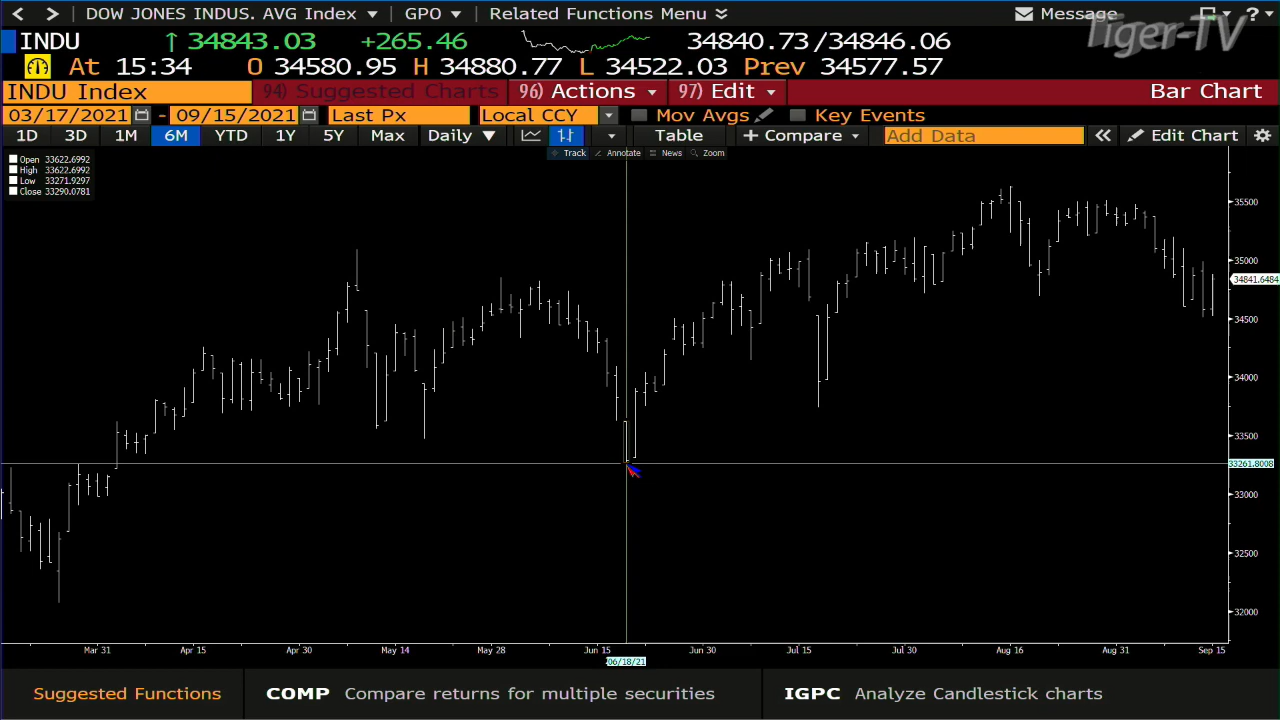 DOW JONES INDUS. AVG Index GPO Related Functions Menu Message ?
Tiger-TV
INDU 34843.03 +265.46 34840.73/34846.06
At 15:34 O 34580.95 H 34880.77 L 34522.03 Prev 34577.57
INDU Index 94) Suggested Charts 96) Actions 97) Edit Bar Chart
03/17/2021 - 09/15/2021 Last Px Local CCY Mov Avgs Key Events
1D 3D 1M 6M YTD 1Y 5Y Max Daily Table + Compare Add Data Edit Chart
Track Annotate News Zoom
Open 33622.6992
High 33622.6992
Low 33271.9297
Close 33290.0781
35500
35000
34841.6484
34500
34000
33500
33261.8008
33000
32500
32000
Mar 31 Apr 15 Apr 30 May 14 May 28 Jun 15 Jun 30 Jul 15 Jul 30 Aug 16 Aug 31 Sep 15
06/18/21
Suggested Functions COMP Compare returns for multiple securities IGPC Analyze Candlestick charts